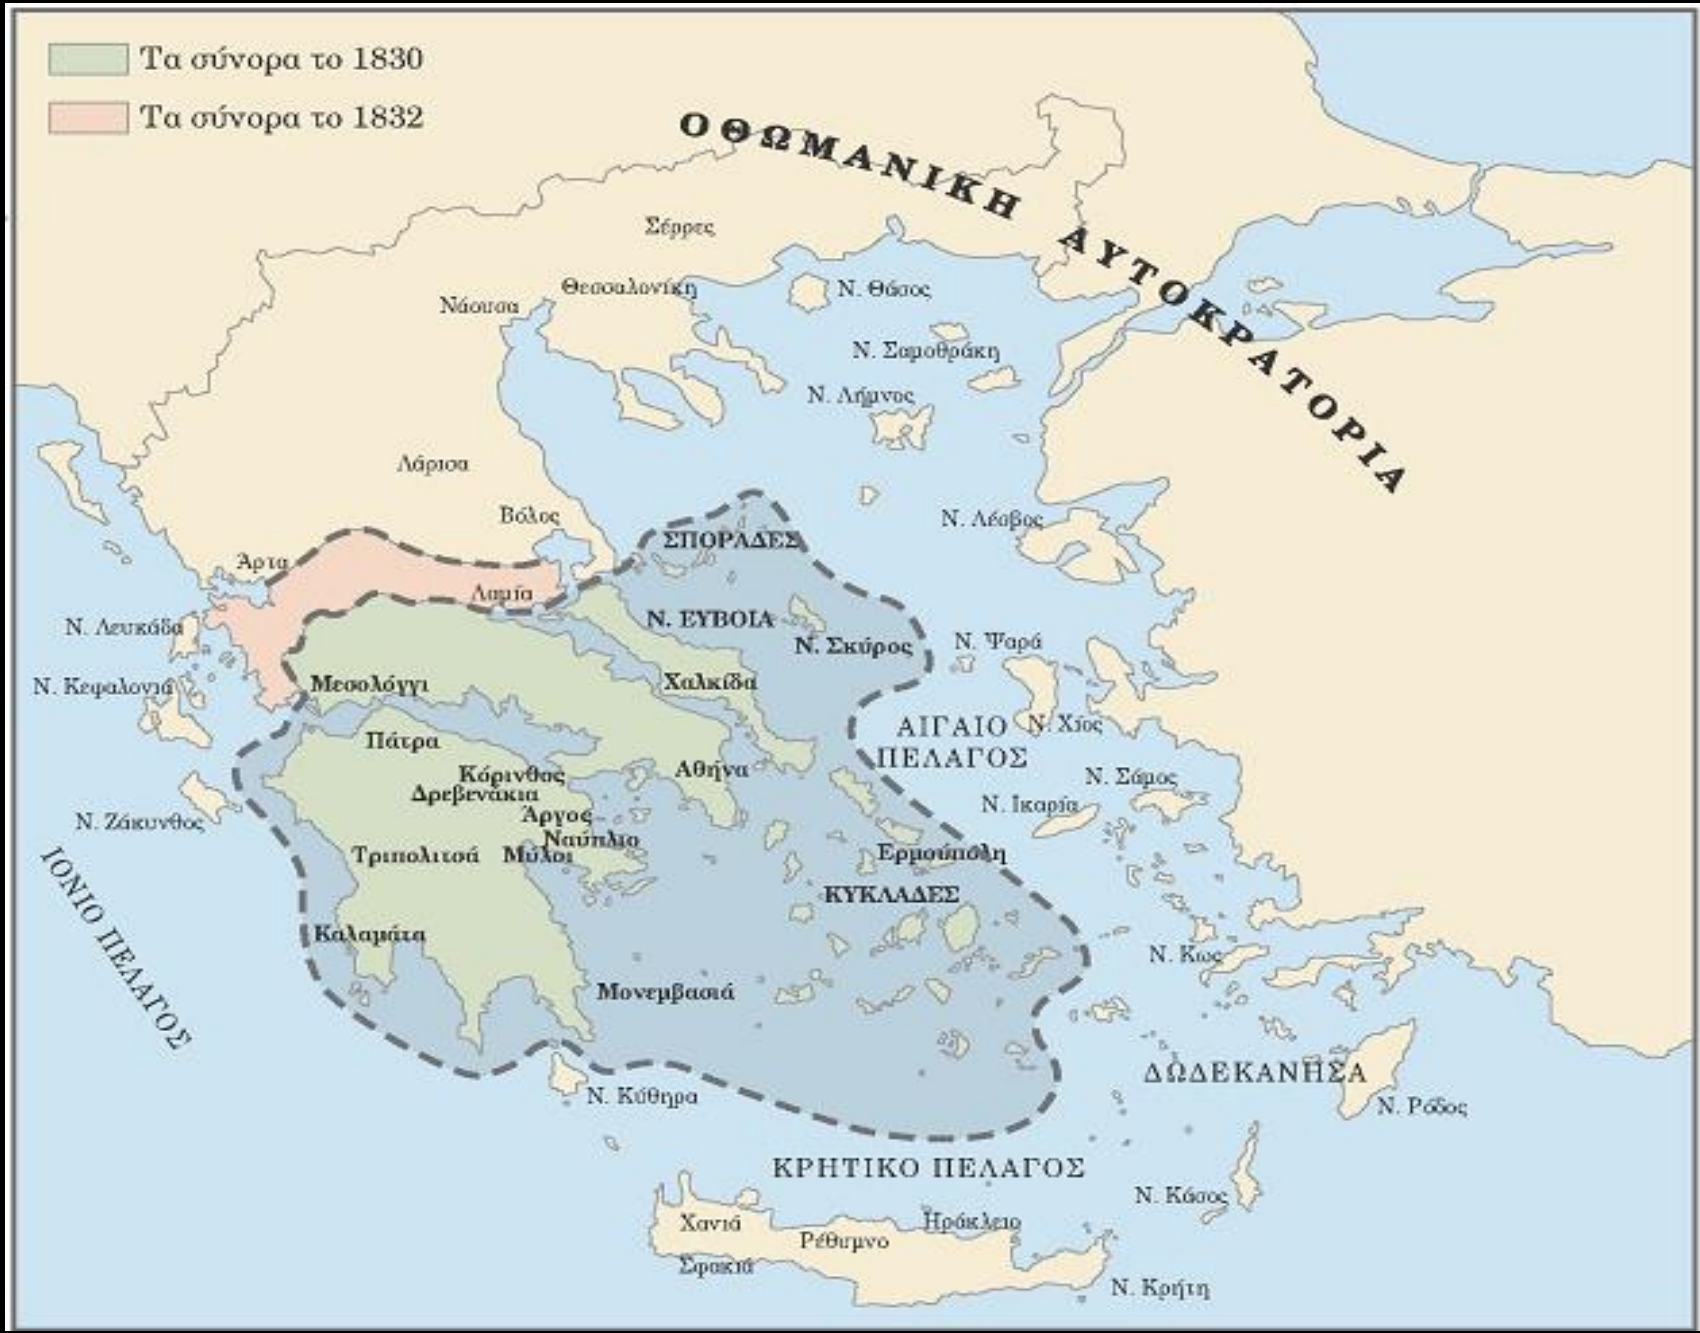 Τα σύνορα το 1830
Τα σύνορα το 1832
ΟΘΩΜΑΝΙΚΗ ΑΥΤΟΚΡΑΤΟΡΙΑ
Σέρρες
Θεσσαλονίκη
Νάουσα
Ν. Θάσος
Ν. Σαμοθράκη
Ν. Λήμνος
Λάρισα
Βόλος
Ν. Λέσβος
ΣΠΟΡΑΔΕΣ
Άρτα
Λαμία
Ν. Λευκάδα
Ν. ΕΥΒΟΙΑ
Ν. Σκύρος
Ν. Ψαρά
Ν. Κεφαλονιά
Μεσολόγγι
Χαλκίδα
ΑΙΓΑΙΟ
ΠΕΛΑΓΟΣ
Ν. Χίος
Πάτρα
Κόρινθος
Αθήνα
Δρεβενάκια
Ν. Σάμος
Ν. Ικαρία
Άργος
Ν. Ζάκυνθος
Ναύπλιο
Τριπολιτσά
Μύλοι
Ερμούπολη
ΚΥΚΛΑΔΕΣ
ΙΟΝΙΟ ΠΕΛΑΓΟΣ
Καλαμάτα
Ν. Κως
Μονεμβασιά
ΔΩΔΕΚΑΝΗΣΑ
Ν. Κύθηρα
Ν. Ρόδος
ΚΡΗΤΙΚΟ ΠΕΛΑΓΟΣ
Ν. Κάσος
Χανιά
Ηράκλειο
Ρέθυμνο
Σφακιά
Ν. Κρήτη